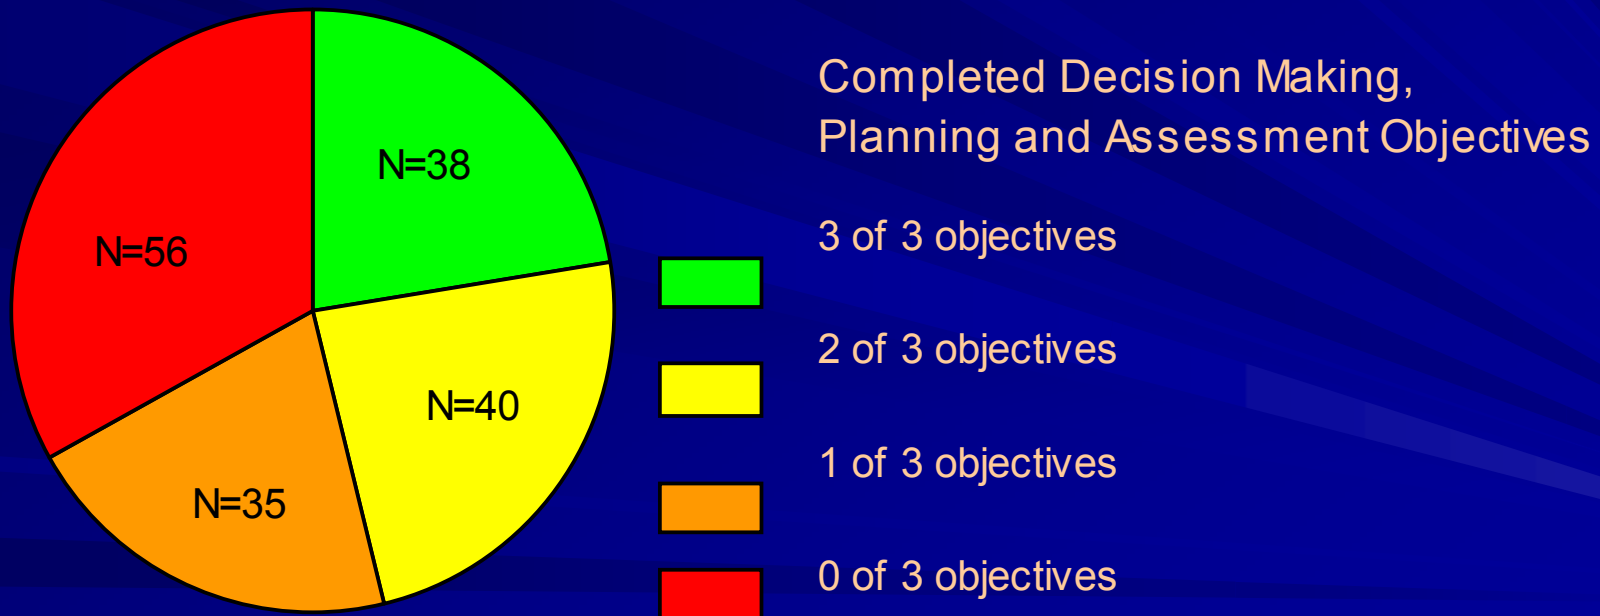 Completed Decision Making,
Planning and Assessment Objectives
N=38
N=56
N=40
N=35
3 of 3 objectives
2 of 3 objectives
1 of 3 objectives
0 of 3 objectives